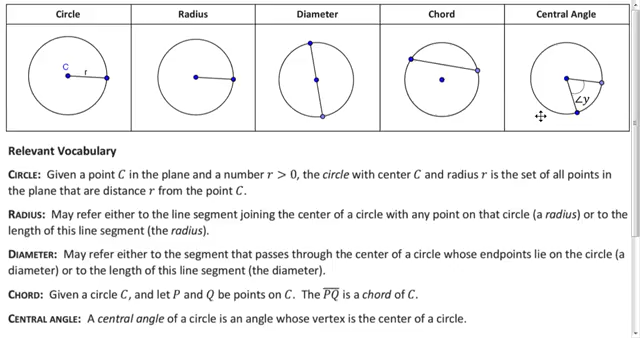 Circle Radius Diameter Chord Central Angle
C
r
∠y
Relevant Vocabulary
CIRCLE: Given a point C in the plane and a number r > 0, the circle with center C and radius r is the set of all points in
the plane that are distance r from the point C.
RADIUS: May refer either to the line segment joining the center of a circle with any point on that circle (a radius) or to the
length of this line segment (the radius).
DIAMETER: May refer either to the segment that passes through the center of a circle whose endpoints lie on the circle (a
diameter) or to the length of this line segment (the diameter).
CHORD: Given a circle C, and let P and Q be points on C. The P̅Q̅ is a chord of C.
CENTRAL ANGLE: A central angle of a circle is an angle whose vertex is the center of a circle.